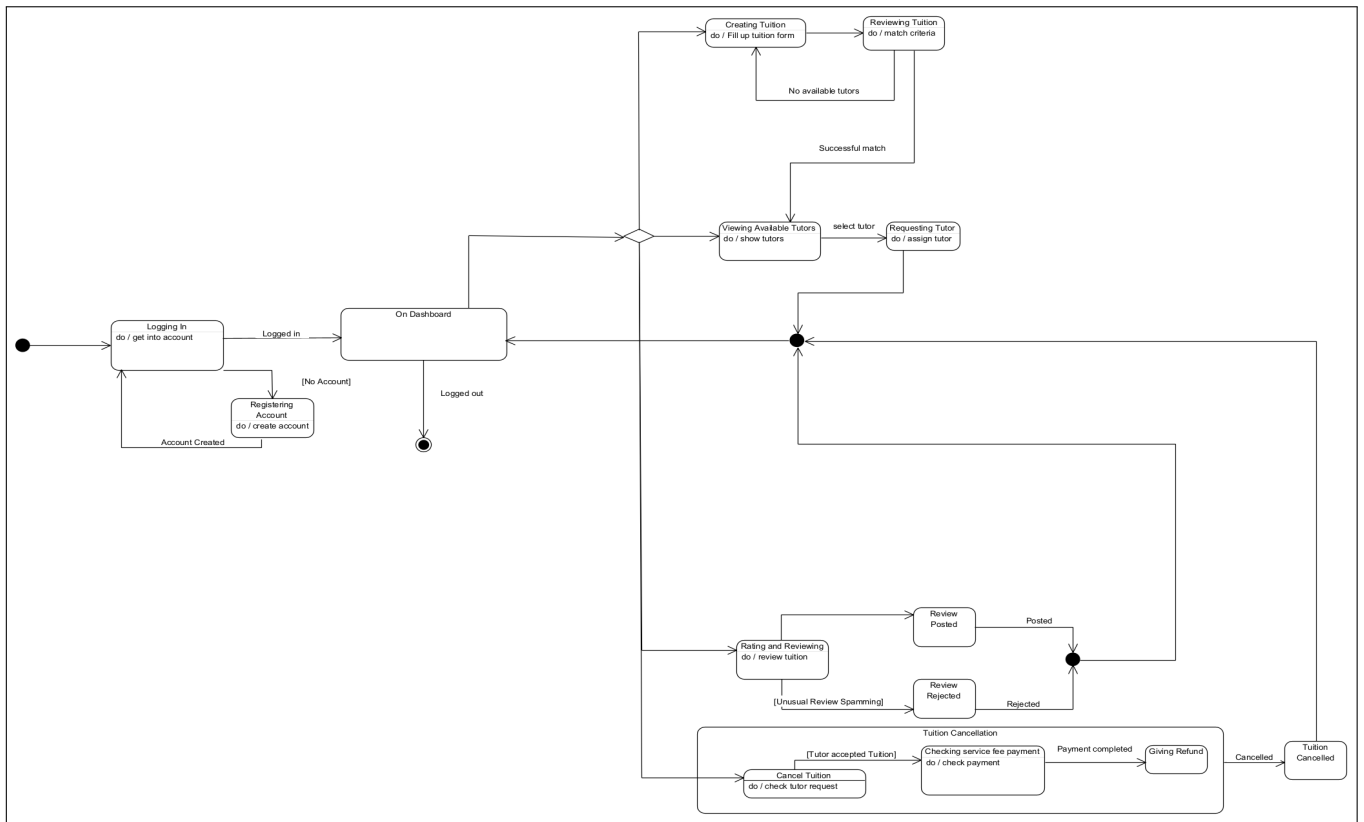 Creating Tuition
do / Fill up tuition form
Reviewing Tuition
do / match criteria
No available tutors
Successful match
Viewing Available Tutors
do / show tutors
select tutor
Requesting Tutor
do / assign tutor
On Dashboard
Logging In
do / get into account
Logged in
[No Account]
Registering
Account
do / create account
Account Created
Logged out
Rating and Reviewing
do / review tuition
Review
Posted
Posted
[Unusual Review Spamming]
Review
Rejected
Rejected
Tuition Cancellation
Cancel Tuition
do / check tutor request
[Tutor accepted Tuition]
Checking service fee payment
do / check payment
Payment completed
Giving Refund
Cancelled
Tuition
Cancelled